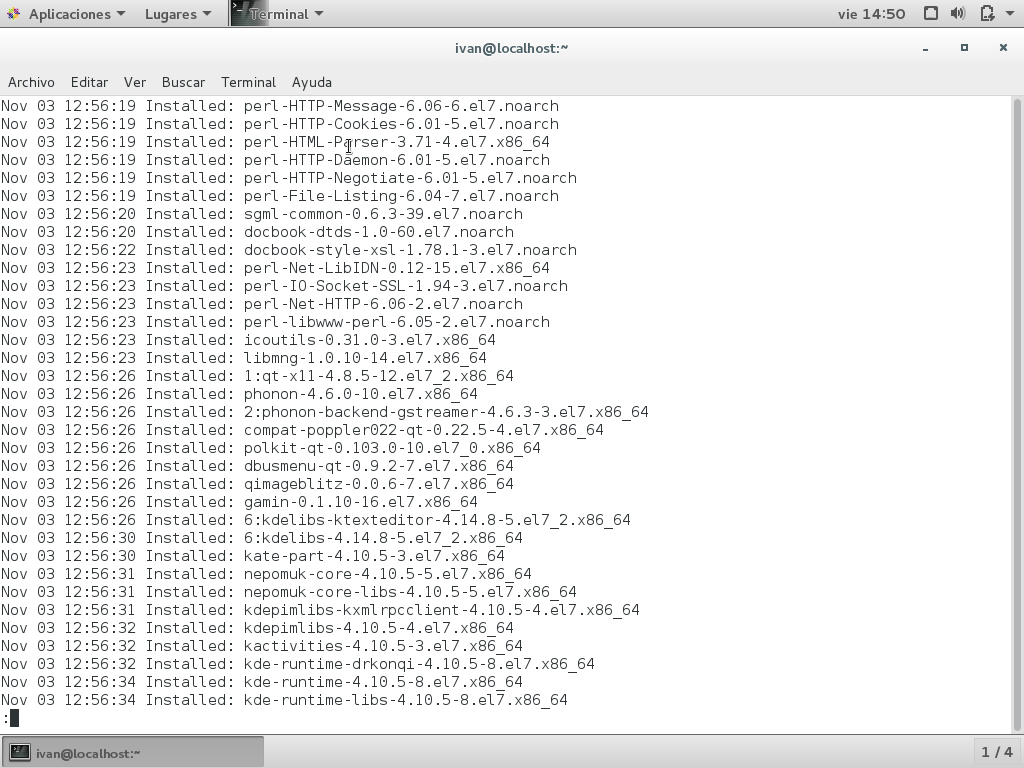 Aplicaciones Lugares Terminal vie 14:50
ivan@localhost:~
Archivo Editar Ver Buscar Terminal Ayuda
Nov 03 12:56:19 Installed: perl-HTTP-Message-6.06-6.el7.noarch
Nov 03 12:56:19 Installed: perl-HTTP-Cookies-6.01-5.el7.noarch
Nov 03 12:56:19 Installed: perl-HTML-Parser-3.71-4.el7.x86_64
Nov 03 12:56:19 Installed: perl-HTTP-Daemon-6.01-5.el7.noarch
Nov 03 12:56:19 Installed: perl-HTTP-Negotiate-6.01-5.el7.noarch
Nov 03 12:56:19 Installed: perl-File-Listing-6.04-7.el7.noarch
Nov 03 12:56:20 Installed: sgml-common-0.6.3-39.el7.noarch
Nov 03 12:56:20 Installed: docbook-dtds-1.0-60.el7.noarch
Nov 03 12:56:22 Installed: docbook-style-xsl-1.78.1-3.el7.noarch
Nov 03 12:56:23 Installed: perl-Net-LibIDN-0.12-15.el7.x86_64
Nov 03 12:56:23 Installed: perl-IO-Socket-SSL-1.94-3.el7.noarch
Nov 03 12:56:23 Installed: perl-Net-HTTP-6.06-2.el7.noarch
Nov 03 12:56:23 Installed: perl-libwww-perl-6.05-2.el7.noarch
Nov 03 12:56:23 Installed: icoutils-0.31.0-3.el7.x86_64
Nov 03 12:56:23 Installed: libmng-1.0.10-14.el7.x86_64
Nov 03 12:56:26 Installed: 1:qt-x11-4.8.5-12.el7_2.x86_64
Nov 03 12:56:26 Installed: phonon-4.6.0-10.el7.x86_64
Nov 03 12:56:26 Installed: 2:phonon-backend-gstreamer-4.6.3-3.el7.x86_64
Nov 03 12:56:26 Installed: compat-poppler022-qt-0.22.5-4.el7.x86_64
Nov 03 12:56:26 Installed: polkit-qt-0.103.0-10.el7_0.x86_64
Nov 03 12:56:26 Installed: dbusmenu-qt-0.9.2-7.el7.x86_64
Nov 03 12:56:26 Installed: qimageblitz-0.0.6-7.el7.x86_64
Nov 03 12:56:26 Installed: gamin-0.1.10-16.el7.x86_64
Nov 03 12:56:26 Installed: 6:kdelibs-ktexteditor-4.14.8-5.el7_2.x86_64
Nov 03 12:56:30 Installed: 6:kdelibs-4.14.8-5.el7_2.x86_64
Nov 03 12:56:30 Installed: kate-part-4.10.5-3.el7.x86_64
Nov 03 12:56:31 Installed: nepomuk-core-4.10.5-5.el7.x86_64
Nov 03 12:56:31 Installed: nepomuk-core-libs-4.10.5-5.el7.x86_64
Nov 03 12:56:31 Installed: kdepimlibs-kxmlrpcclient-4.10.5-4.el7.x86_64
Nov 03 12:56:32 Installed: kdepimlibs-4.10.5-4.el7.x86_64
Nov 03 12:56:32 Installed: kactivities-4.10.5-3.el7.x86_64
Nov 03 12:56:32 Installed: kde-runtime-drkonqi-4.10.5-8.el7.x86_64
Nov 03 12:56:34 Installed: kde-runtime-4.10.5-8.el7.x86_64
Nov 03 12:56:34 Installed: kde-runtime-libs-4.10.5-8.el7.x86_64
:
ivan@localhost:~ 1 / 4